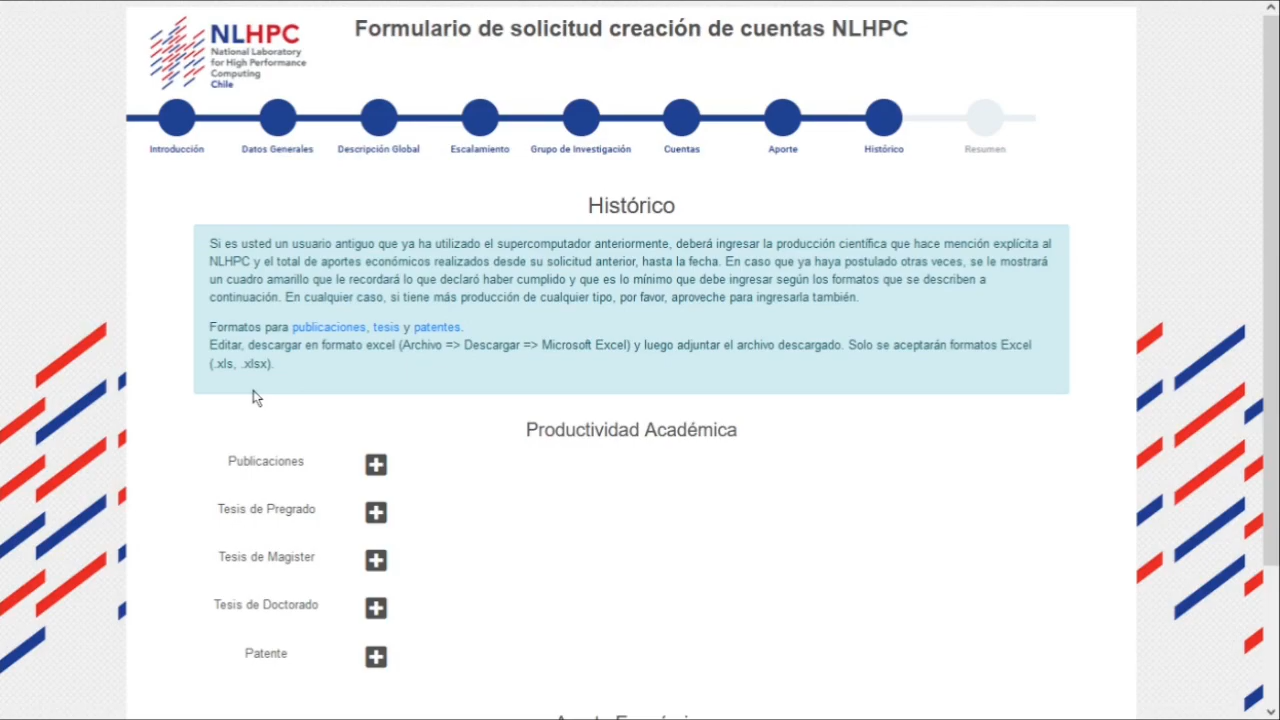 Formulario de solicitud creación de cuentas NLHPC
NLHPC
National Laboratory
for High Performance
Computing
Chile
Introducción
Datos Generales
Descripción Global
Escalamiento
Grupo de Investigación
Cuentas
Aporte
Histórico
Resumen
Histórico
Si es usted un usuario antiguo que ya ha utilizado el supercomputador anteriormente, deberá ingresar la producción científica que hace mención explícita al
NLHPC y el total de aportes económicos realizados desde su solicitud anterior, hasta la fecha. En caso que ya haya postulado otras veces, se le mostrará
un cuadro amarillo que le recordará lo que declaró haber cumplido y que es lo mínimo que debe ingresar según los formatos que se describen a
continuación. En cualquier caso, si tiene más producción de cualquier tipo, por favor, aproveche para ingresarla también.
Formatos para publicaciones, tesis y patentes.
Editar, descargar en formato excel (Archivo => Descargar => Microsoft Excel) y luego adjuntar el archivo descargado. Solo se aceptarán formatos Excel
(.xls, .xlsx).
Productividad Académica
Publicaciones
Tesis de Pregrado
Tesis de Magister
Tesis de Doctorado
Patente